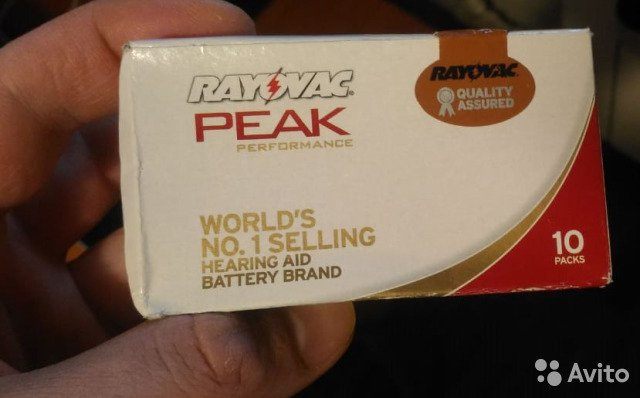 RAYOVAC
PEAK
PERFORMANCE
RAYOVAC
QUALITY
ASSURED
WORLD'S
NO. 1 SELLING
HEARING AID
BATTERY BRAND
10
PACKS
Avito